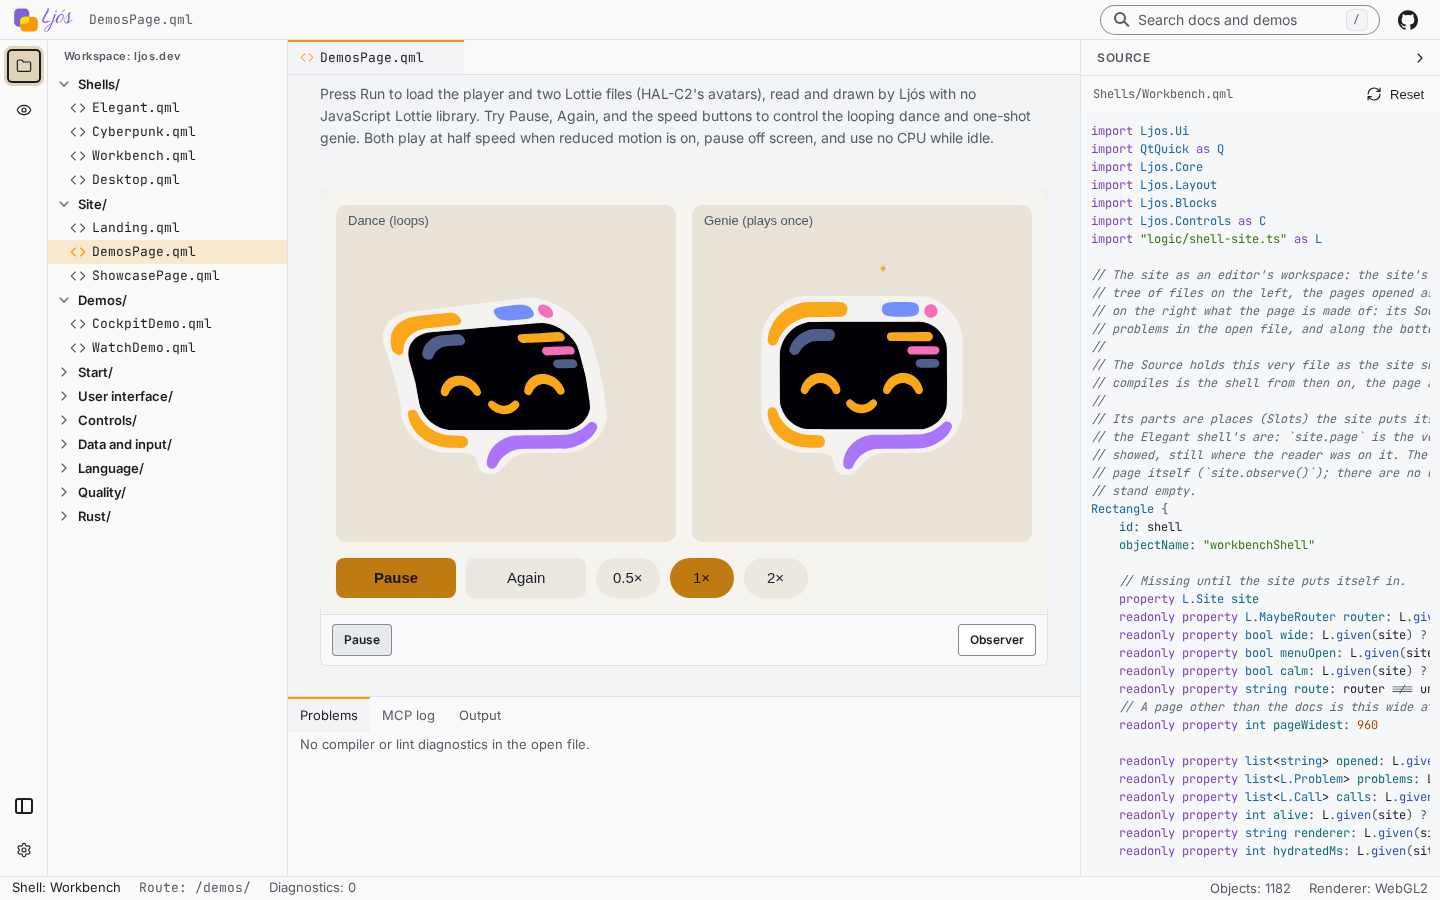 Ljós
DemosPage.qml
Search docs and demos
/
Workspace: ljos.dev
Shells/
Elegant.qml
Cyberpunk.qml
Workbench.qml
Desktop.qml
Site/
Landing.qml
DemosPage.qml
ShowcasePage.qml
Demos/
CockpitDemo.qml
WatchDemo.qml
Start/
User interface/
Controls/
Data and input/
Language/
Quality/
Rust/
DemosPage.qml
Press Run to load the player and two Lottie files (HAL-C2's avatars), read and drawn by Ljós with no
JavaScript Lottie library. Try Pause, Again, and the speed buttons to control the looping dance and one-shot
genie. Both play at half speed when reduced motion is on, pause off screen, and use no CPU while idle.
Dance (loops)
Genie (plays once)
Pause
Again
0.5×
1×
2×
Pause
Observer
Problems
MCP log
Output
No compiler or lint diagnostics in the open file.
SOURCE
Shells/Workbench.qml
Reset
import Ljos.Ui
import QtQuick as Q
import Ljos.Core
import Ljos.Layout
import Ljos.Blocks
import Ljos.Controls as C
import "logic/shell-site.ts" as L
// The site as an editor's workspace: the site's
// tree of files on the left, the pages opened as
// on the right what the page is made of: its Sou
// problems in the open file, and along the botto
//
// The Source holds this very file as the site sh
// compiles is the shell from then on, the page a
//
// Its parts are places (Slots) the site puts its
// the Elegant shell's are: `site.page` is the ve
// showed, still where the reader was on it. The
// page itself (`site.observe()`); there are no
// stand empty.
Rectangle {
id: shell
objectName: "workbenchShell"
// Missing until the site puts itself in.
property L.Site site
readonly property L.MaybeRouter router: L.giv
readonly property bool wide: L.given(site) ?
readonly property bool menuOpen: L.given(site
readonly property bool calm: L.given(site) ?
readonly property string route: router !== un
// A page other than the docs is this wide at
readonly property int pageWidest: 960
readonly property list<string> opened: L.give
readonly property list<L.Problem> problems: L
readonly property list<L.Call> calls: L.given
readonly property int alive: L.given(site) ?
readonly property string renderer: L.given(si
readonly property int hydratedMs: L.given(sit
Shell: Workbench
Route: /demos/
Diagnostics: 0
Objects: 1182
Renderer: WebGL2